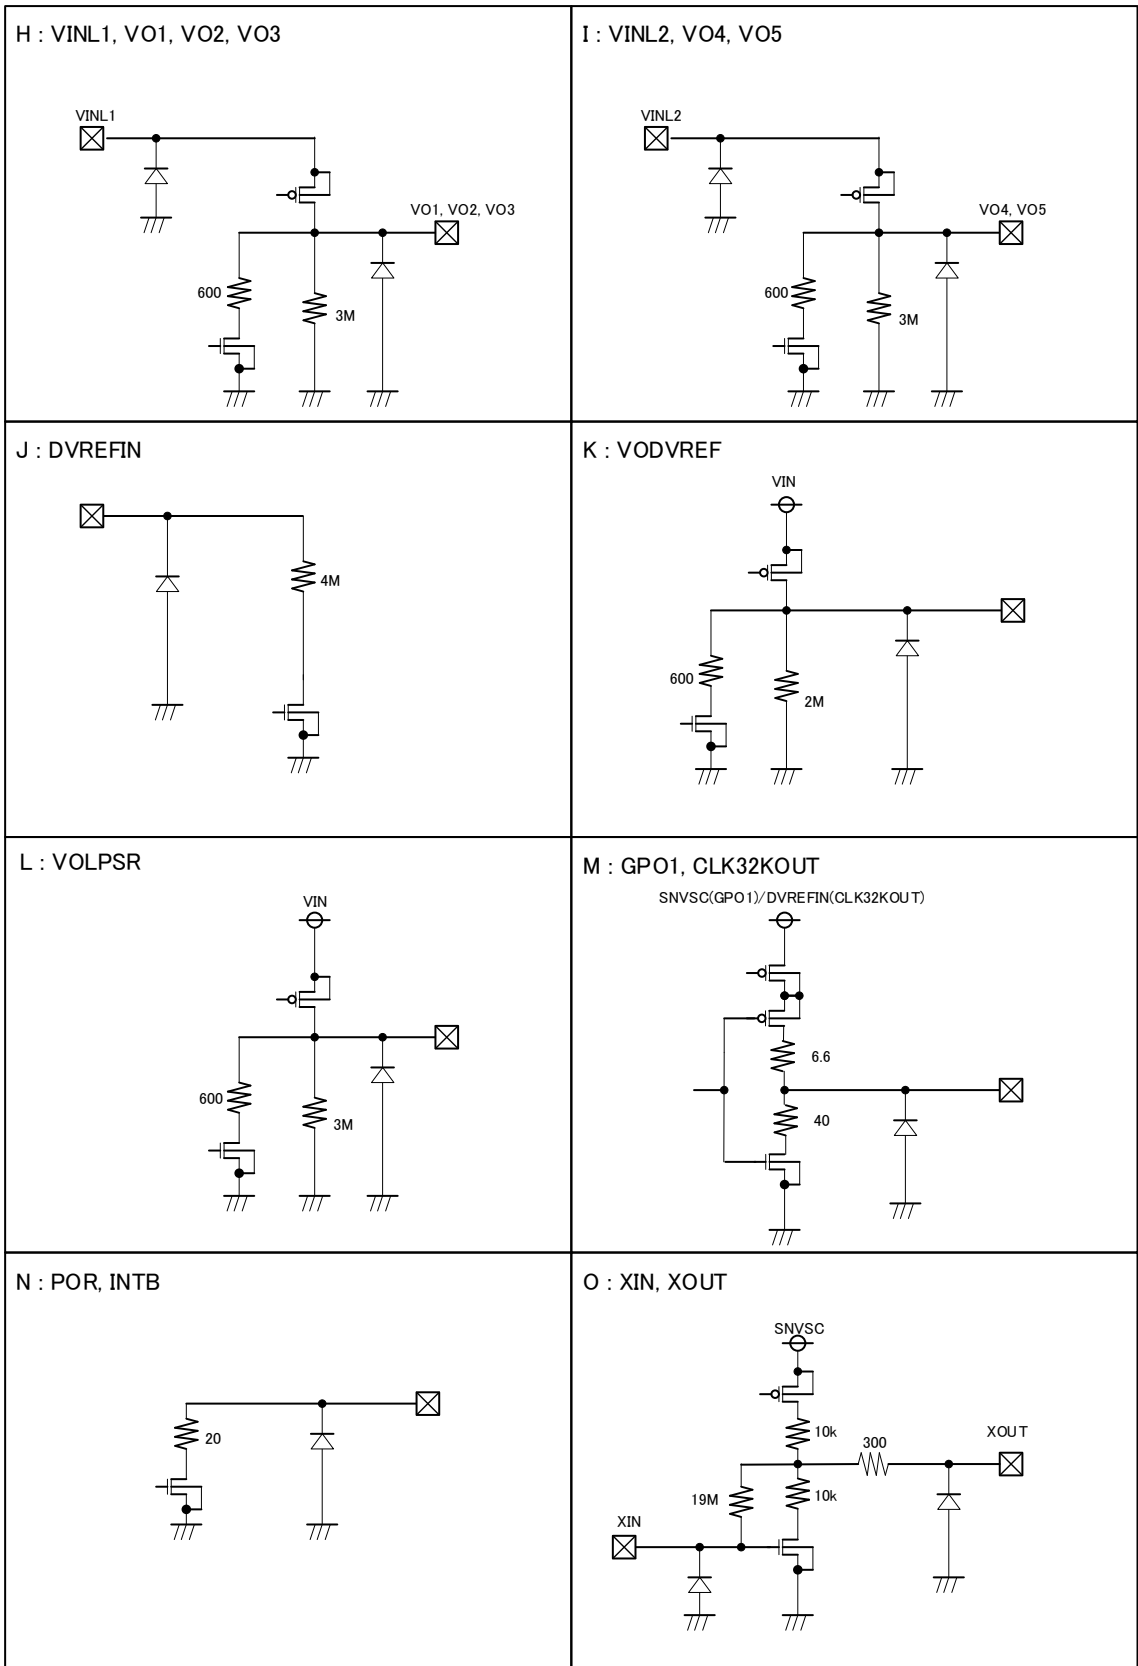 H : VINL1, VO1, VO2, VO3
VINL1
VO1, VO2, VO3
600
3M
I : VINL2, VO4, VO5
VINL2
VO4, VO5
600
3M
J : DVREFIN
4M
K : VODVREF
VIN
600
2M
L : VOLPSR
VIN
600
3M
M : GPO1, CLK32KOUT
SNVSC(GPO1)/DVREFIN(CLK32KOUT)
6.6
40
N : POR, INTB
20
O : XIN, XOUT
SNVSC
10k
300
XOUT
19M
10k
XIN